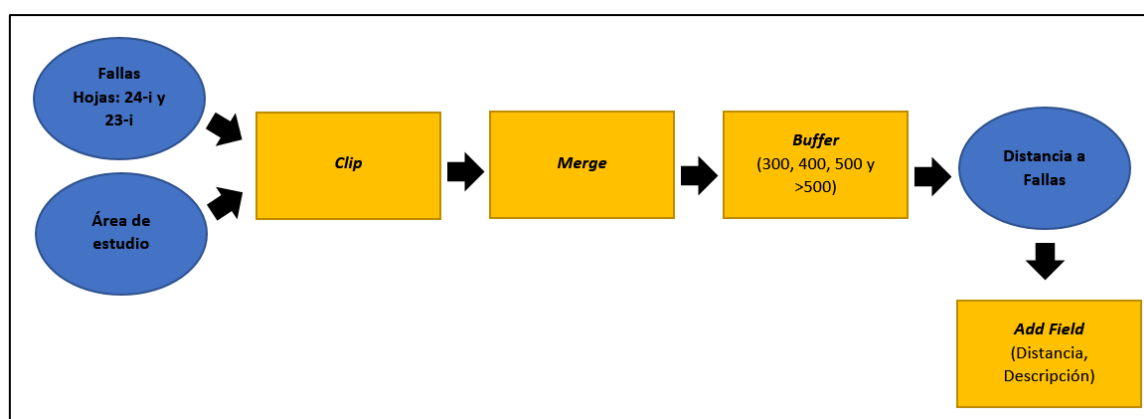 Fallas
Hojas: 24-i y
23-i
Área de
estudio
Clip
Merge
Buffer
(300, 400, 500 y
>500)
Distancia a
Fallas
Add Field
(Distancia,
Descripción)